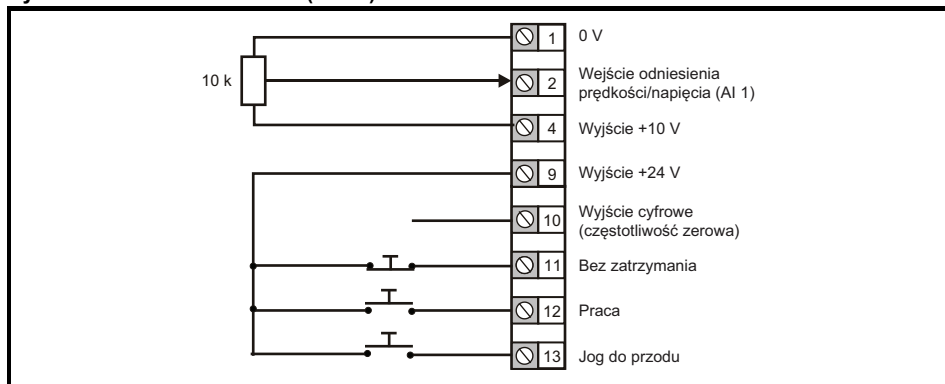 10 k
1 0 V
2 Wejście odniesienia
prędkości/napięcia (AI 1)
4 Wyjście +10 V
9 Wyjście +24 V
10 Wyjście cyfrowe
(częstotliwość zerowa)
11 Bez zatrzymania
12 Praca
13 Jog do przodu